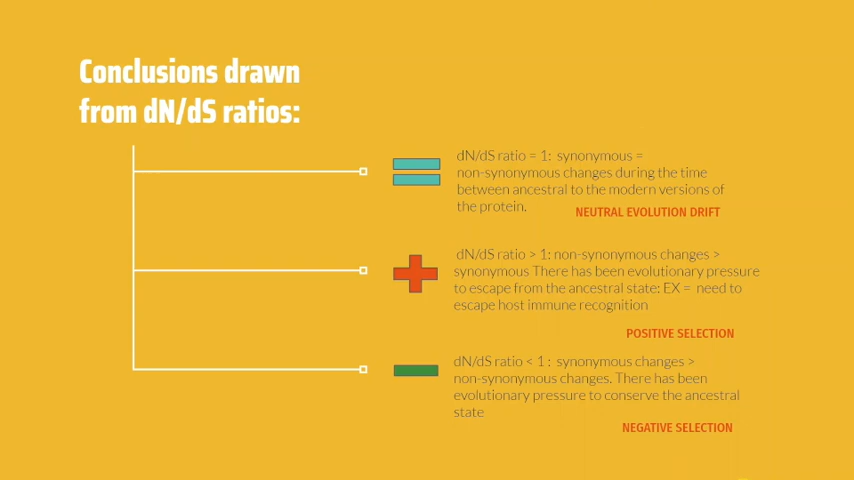 Conclusions drawn
from dN/dS ratios:
dN/dS ratio = 1: synonymous =
non-synonymous changes during the time
between ancestral to the modern versions of
the protein.
NEUTRAL EVOLUTION DRIFT
dN/dS ratio > 1: non-synonymous changes >
synonymous There has been evolutionary pressure
to escape from the ancestral state; EX = need to
escape host immune recognition
POSITIVE SELECTION
dN/dS ratio < 1 : synonymous changes >
non-synonymous changes. There has been
evolutionary pressure to conserve the ancestral
state
NEGATIVE SELECTION